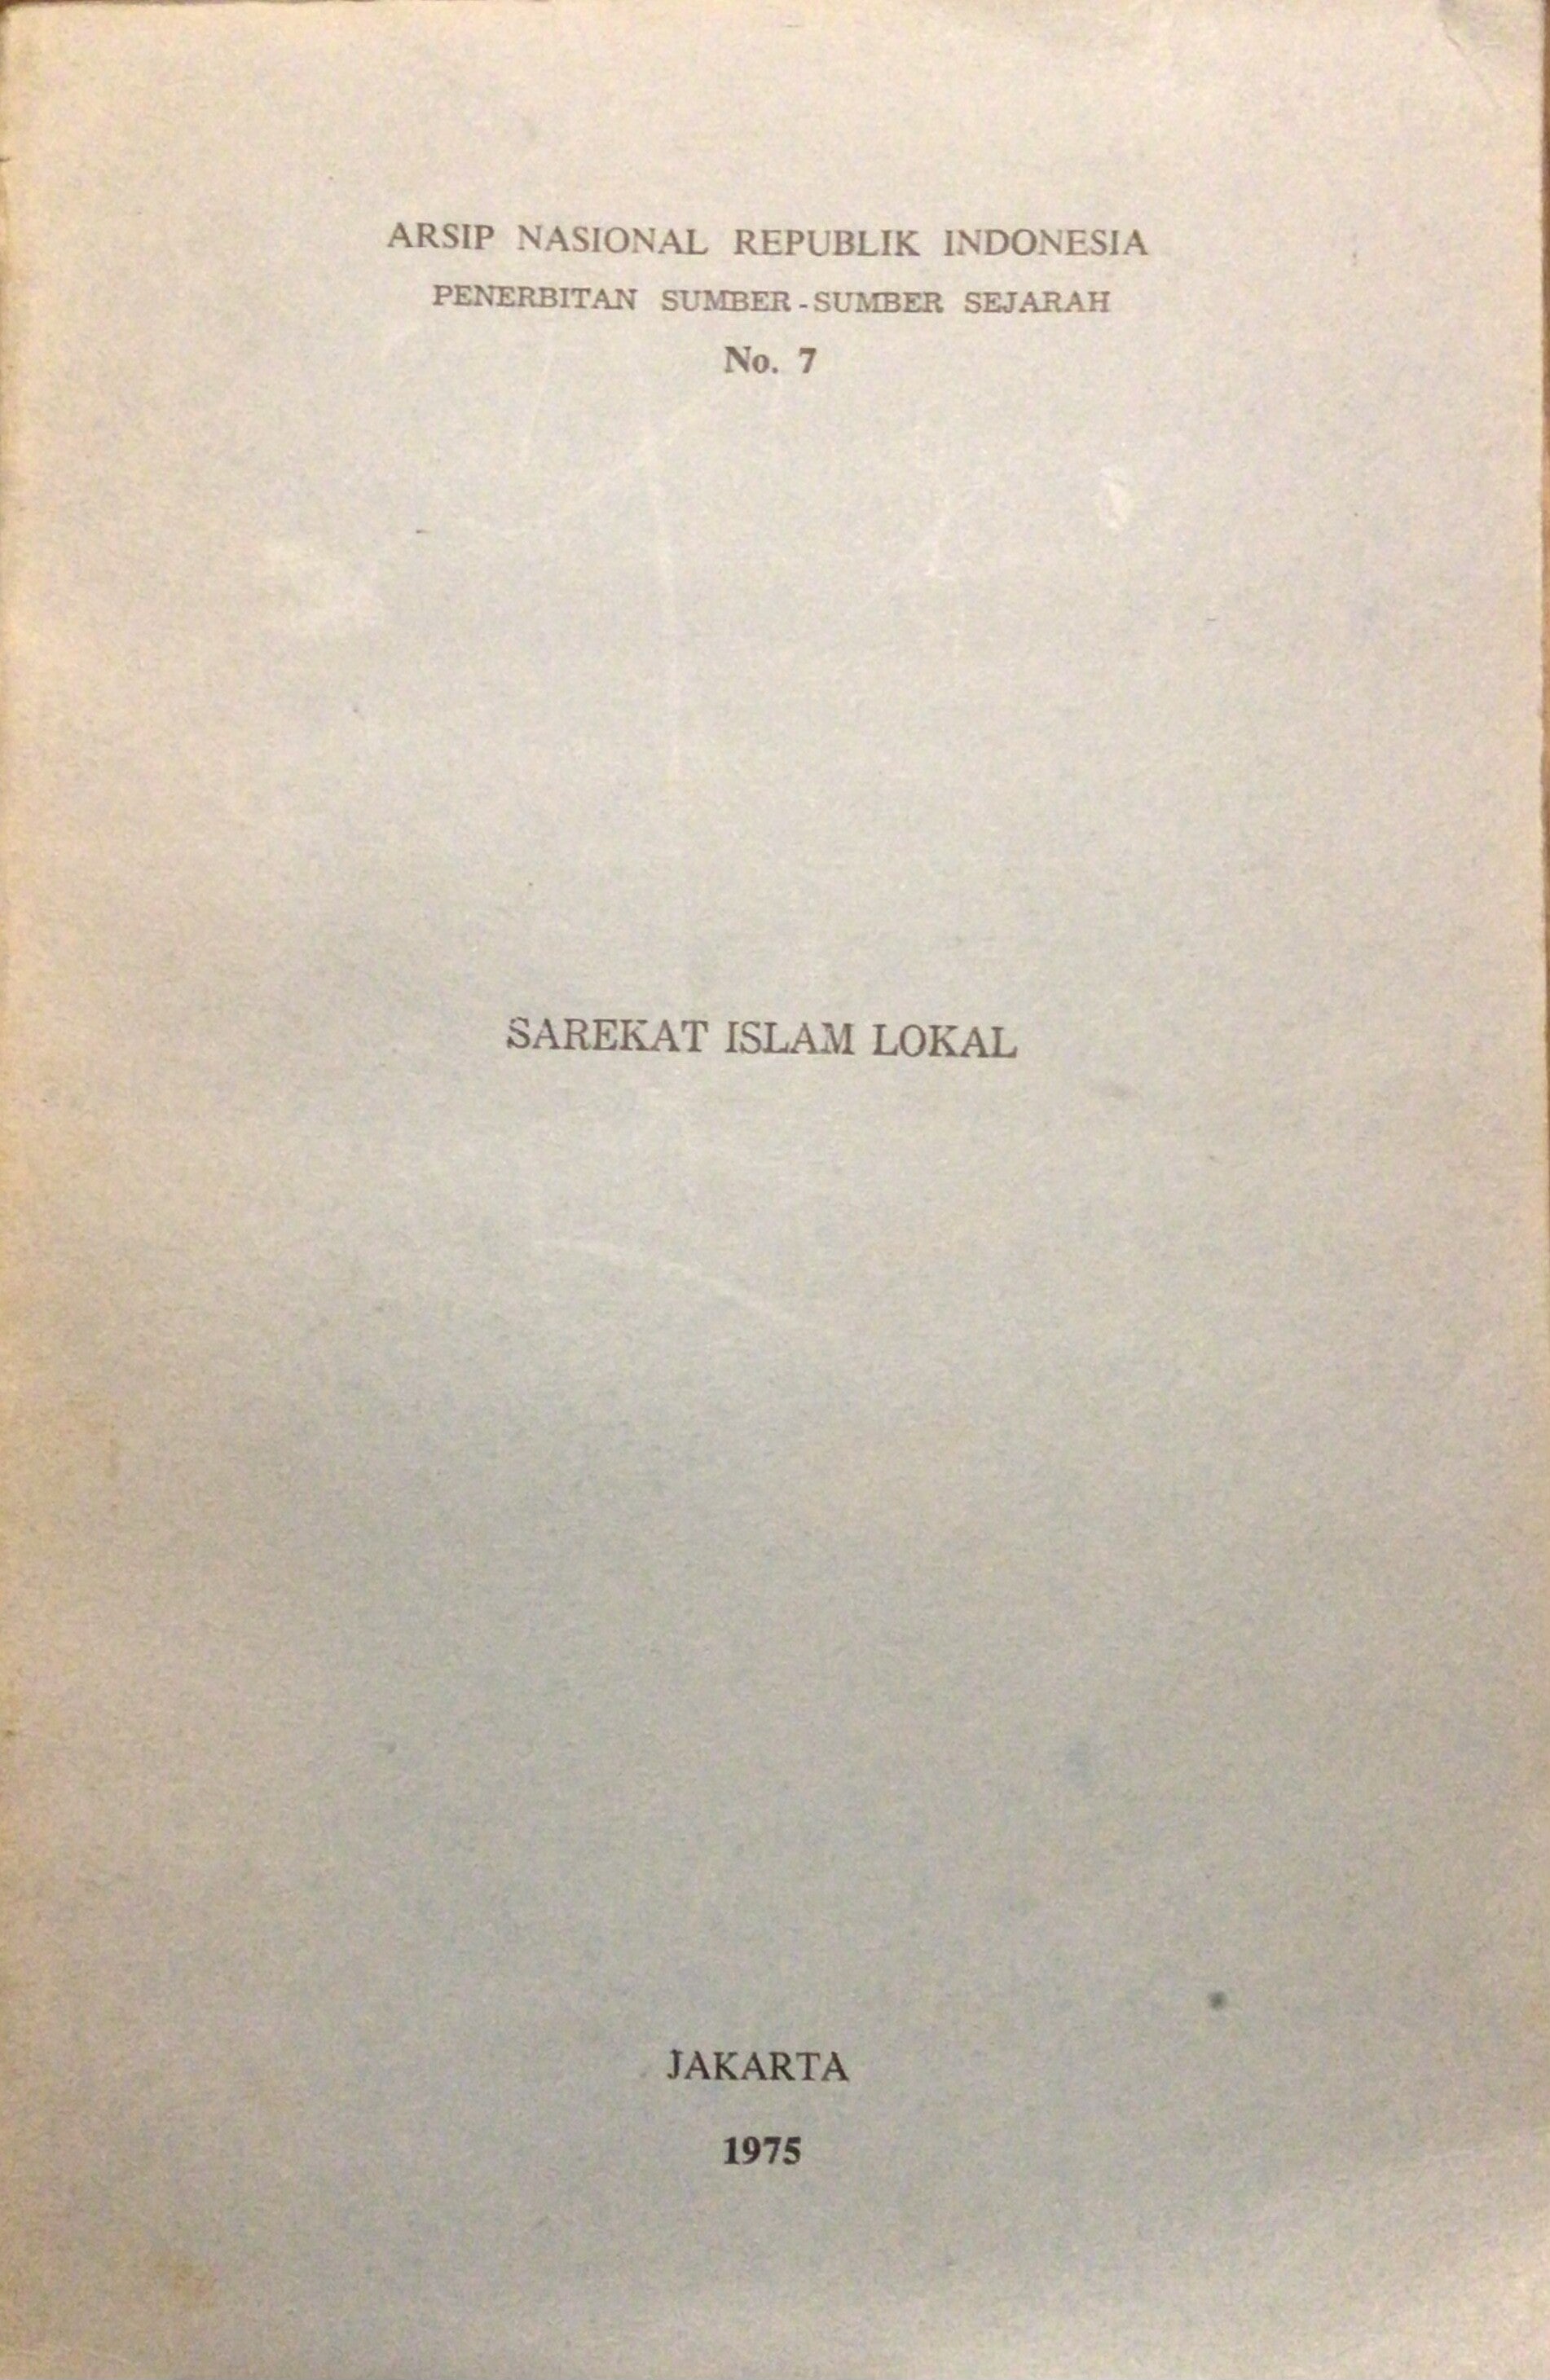 ARSIP NASIONAL REPUBLIK INDONESIA
PENERBITAN SUMBER-SUMBER SEJARAH
No. 7
SAREKAT ISLAM LOKAL
JAKARTA
1975